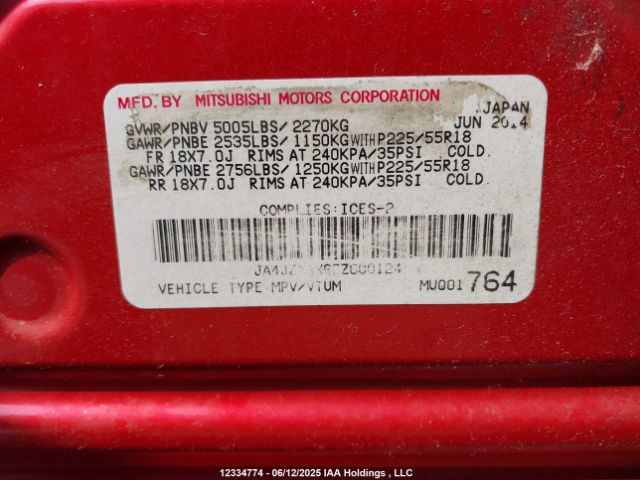 MFD. BY MITSUBISHI MOTORS CORPORATION
JAPAN
GVWR/PNBV 5005LBS/ 2270KG JUN 2014
GAWR/PNBE 2535LBS/ 1150KG WITH P225/55R18
FR 18X7.0J RIMS AT 240KPA/35PSI COLD.
GAWR/PNBE 2756LBS/ 1250KG WITH P225/55R18
RR 18X7.0J RIMS AT 240KPA/35PSI COLD.
COMPLIES:ICES-2
VEHICLE TYPE-MPV/VTUM MU001764
12334774 - 06/12/2025 IAA Holdings , LLC